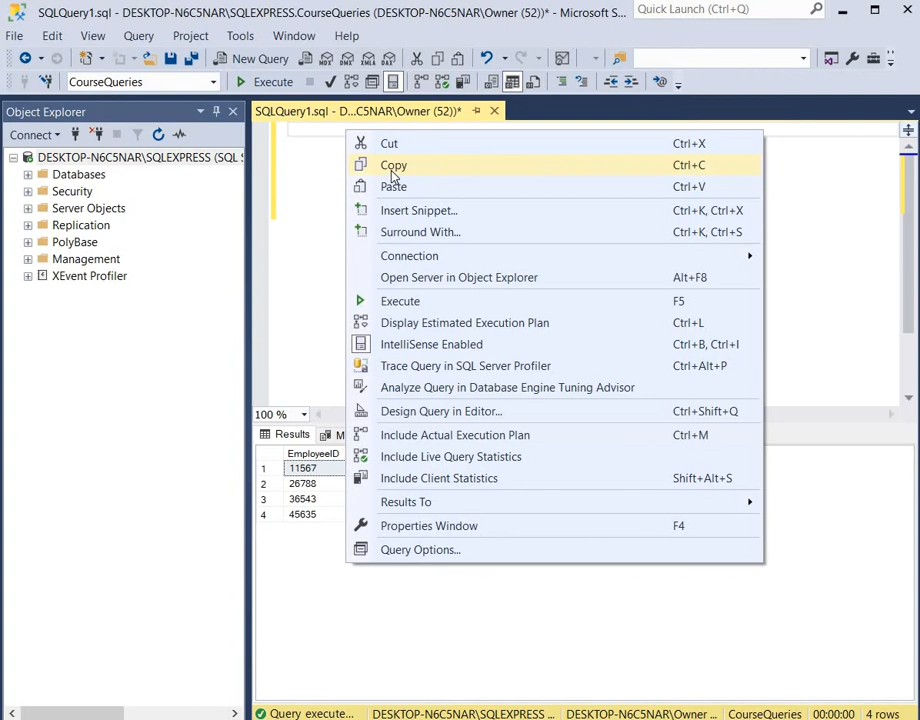 SQLQuery1.sql - DESKTOP-N6C5NAR\SQLEXPRESS.CourseQueries (DESKTOP-N6C5NAR\Owner (52))* - Microsoft S...
Quick Launch (Ctrl+Q)
File Edit View Query Project Tools Window Help
New Query MDX DMX XMLA DAX
CourseQueries Execute
Object Explorer
SQLQuery1.sql - D...C5NAR\Owner (52))*
Connect
DESKTOP-N6C5NAR\SQLEXPRESS (SQL S
Databases
Security
Server Objects
Replication
PolyBase
Management
XEvent Profiler
Cut Ctrl+X
Copy Ctrl+C
Paste Ctrl+V
Insert Snippet... Ctrl+K, Ctrl+X
Surround With... Ctrl+K, Ctrl+S
Connection
Open Server in Object Explorer Alt+F8
Execute F5
Display Estimated Execution Plan Ctrl+L
IntelliSense Enabled Ctrl+B, Ctrl+I
Trace Query in SQL Server Profiler Ctrl+Alt+P
Analyze Query in Database Engine Tuning Advisor
Design Query in Editor... Ctrl+Shift+Q
Include Actual Execution Plan Ctrl+M
Include Live Query Statistics
Include Client Statistics Shift+Alt+S
Results To
Properties Window F4
Query Options...
100 %
Results M
EmployeeID
1 11567
2 26788
3 36543
4 45635
Query execute... DESKTOP-N6C5NAR\SQLEXPRESS ... DESKTOP-N6C5NAR\Owner ... CourseQueries 00:00:00 4 rows